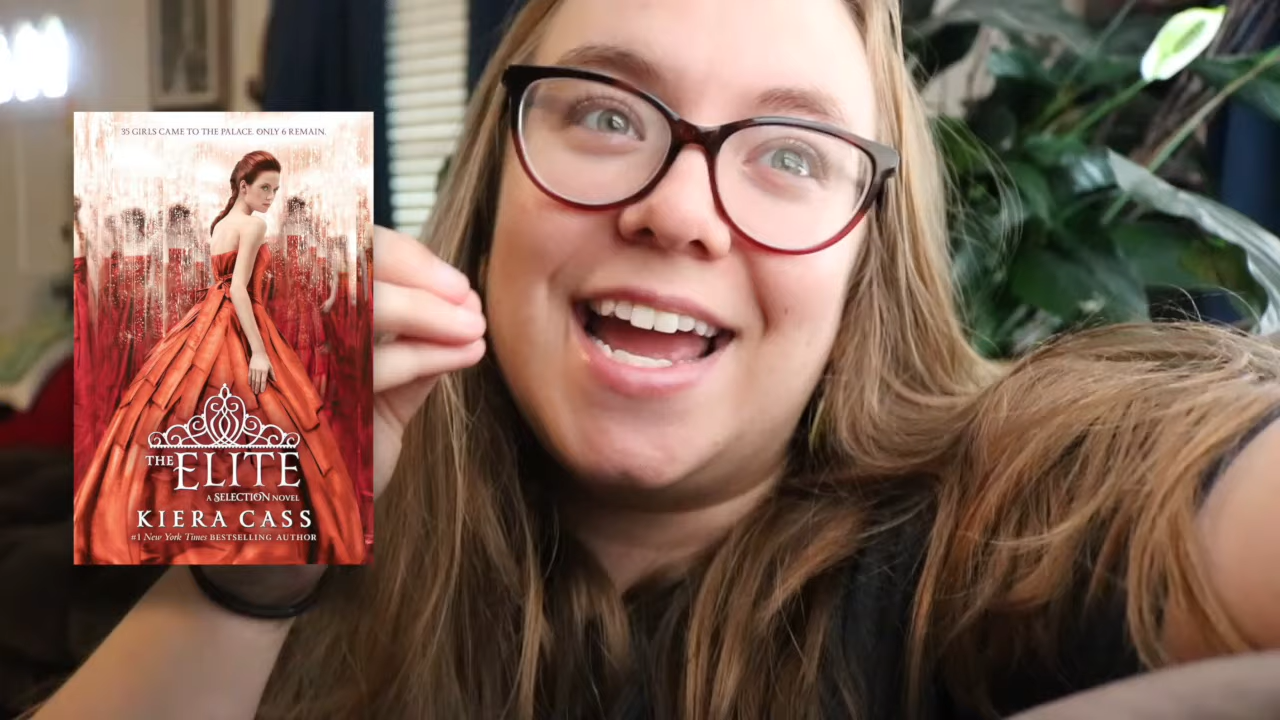 35 GIRLS CAME TO THE PALACE. ONLY 6 REMAIN.
THE ELITE
A SELECTION NOVEL
KIERA CASS
#1 New York Times BESTSELLING AUTHOR